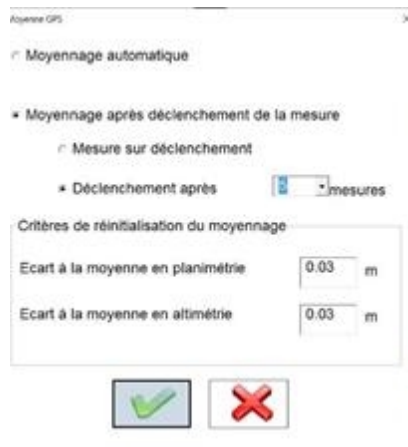 Moyenne GPS
Moyennage automatique
Moyennage après déclenchement de la mesure
Mesure sur déclenchement
Déclenchement après 5 mesures
Critères de réinitialisation du moyennage
Ecart à la moyenne en planimétrie 0.03 m
Ecart à la moyenne en altimétrie 0.03 m